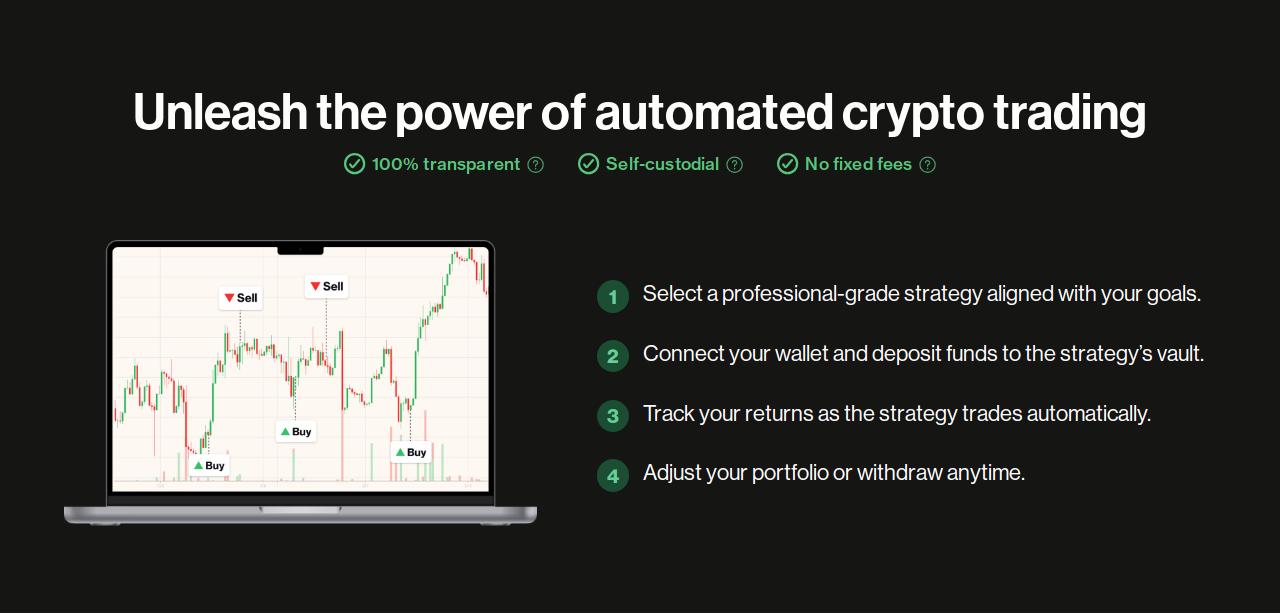 Unleash the power of automated crypto trading
100% transparent ? Self-custodial ? No fixed fees ?
Sell
Sell
Buy
Buy
Buy
1 Select a professional-grade strategy aligned with your goals.
2 Connect your wallet and deposit funds to the strategy’s vault.
3 Track your returns as the strategy trades automatically.
4 Adjust your portfolio or withdraw anytime.